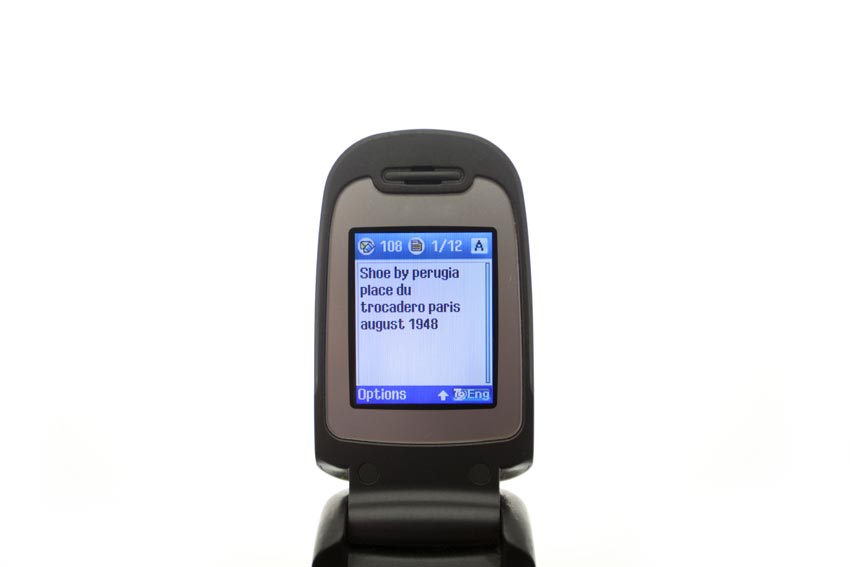 108 1/12 A
Shoe by perugia
place du
trocadero paris
august 1948
Options Eng